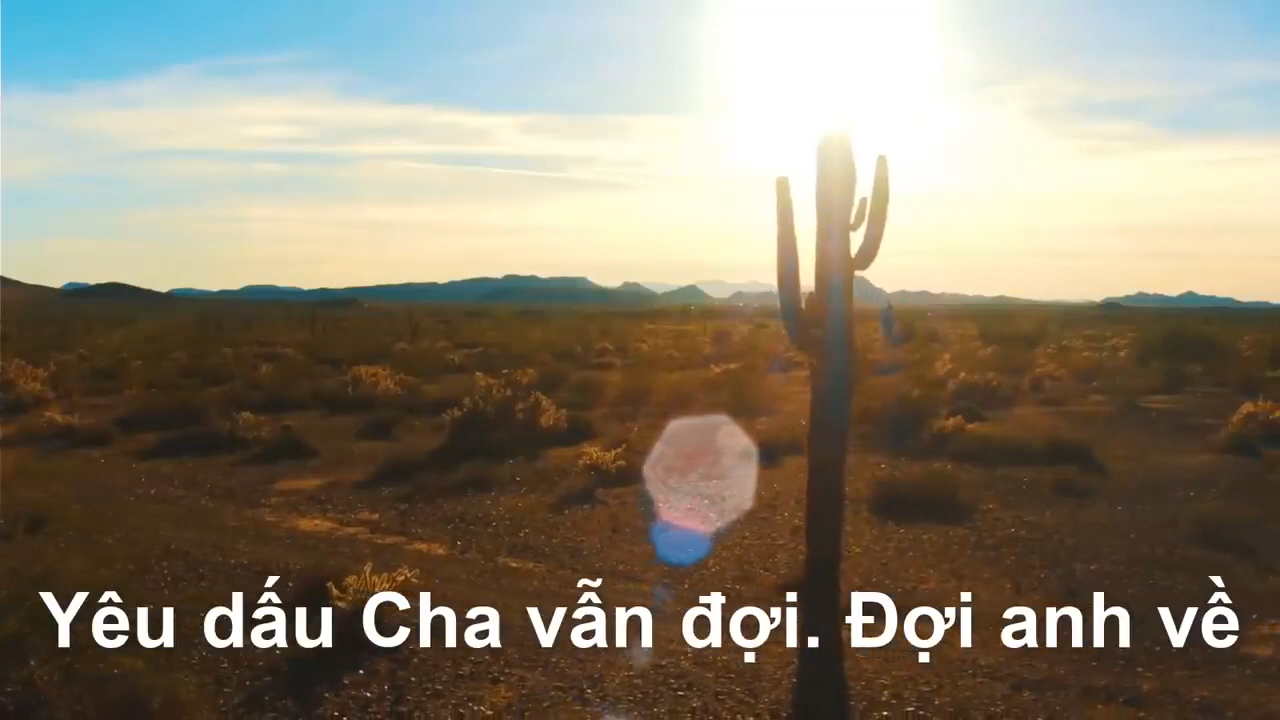 Yêu dấu Cha vẫn đợi. Đợi anh về